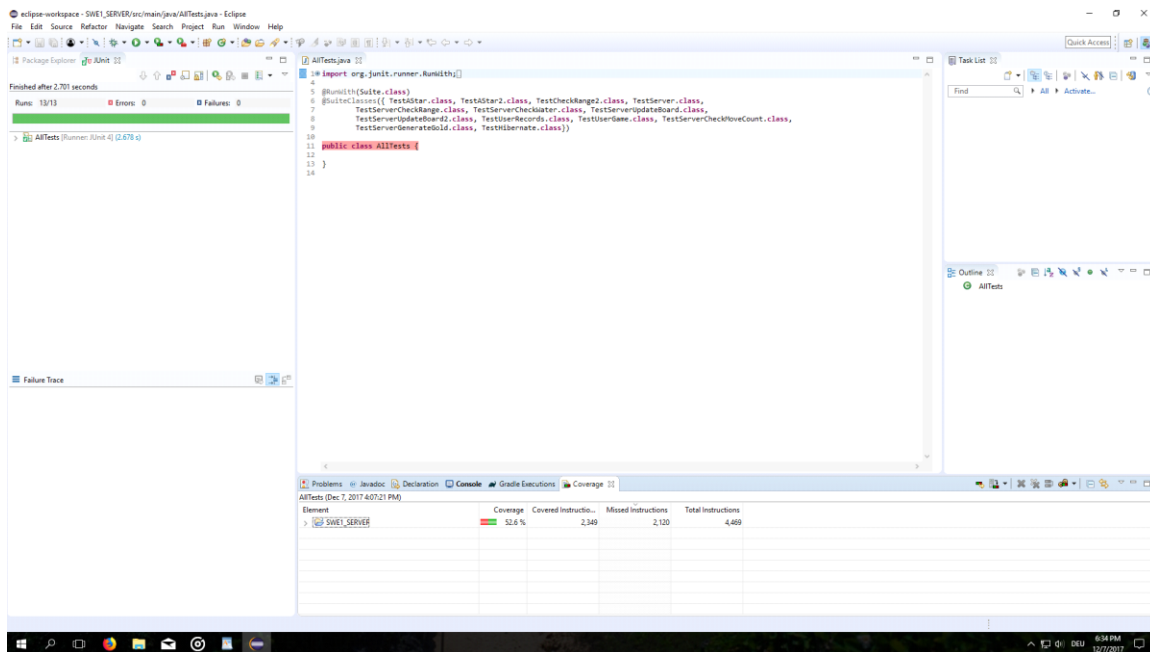 eclipse-workspace - SWE1_SERVER/src/main/java/AllTests.java - Eclipse
File Edit Source Refactor Navigate Search Project Run Window Help
Quick Access
Package Explorer JUnit
Finished after 2.701 seconds
Runs: 13/13 Errors: 0 Failures: 0
AllTests [Runner: JUnit 4] (2.678 s)
Failure Trace
AllTests.java
1 import org.junit.runner.RunWith;
4
5 @RunWith(Suite.class)
6 @SuiteClasses({ TestAStar.class, TestAStar2.class, TestCheckRange2.class, TestServer.class,
7 TestServerCheckRange.class, TestServerCheckWater.class, TestServerUpdateBoard.class,
8 TestServerUpdateBoard2.class, TestUserRecords.class, TestUserGame.class, TestServerCheckMoveCount.class,
9 TestServerGenerateGold.class, TestHibernate.class})
10
11 public class AllTests {
12
13 }
14
Task List
Find All Activate...
Outline
AllTests
Problems Javadoc Declaration Console Gradle Executions Coverage
AllTests (Dec 7, 2017 4:07:21 PM)
Element Coverage Covered Instructio... Missed Instructions Total Instructions
SWE1_SERVER 52.6 % 2,349 2,120 4,469
DEU 6:34 PM
12/7/2017